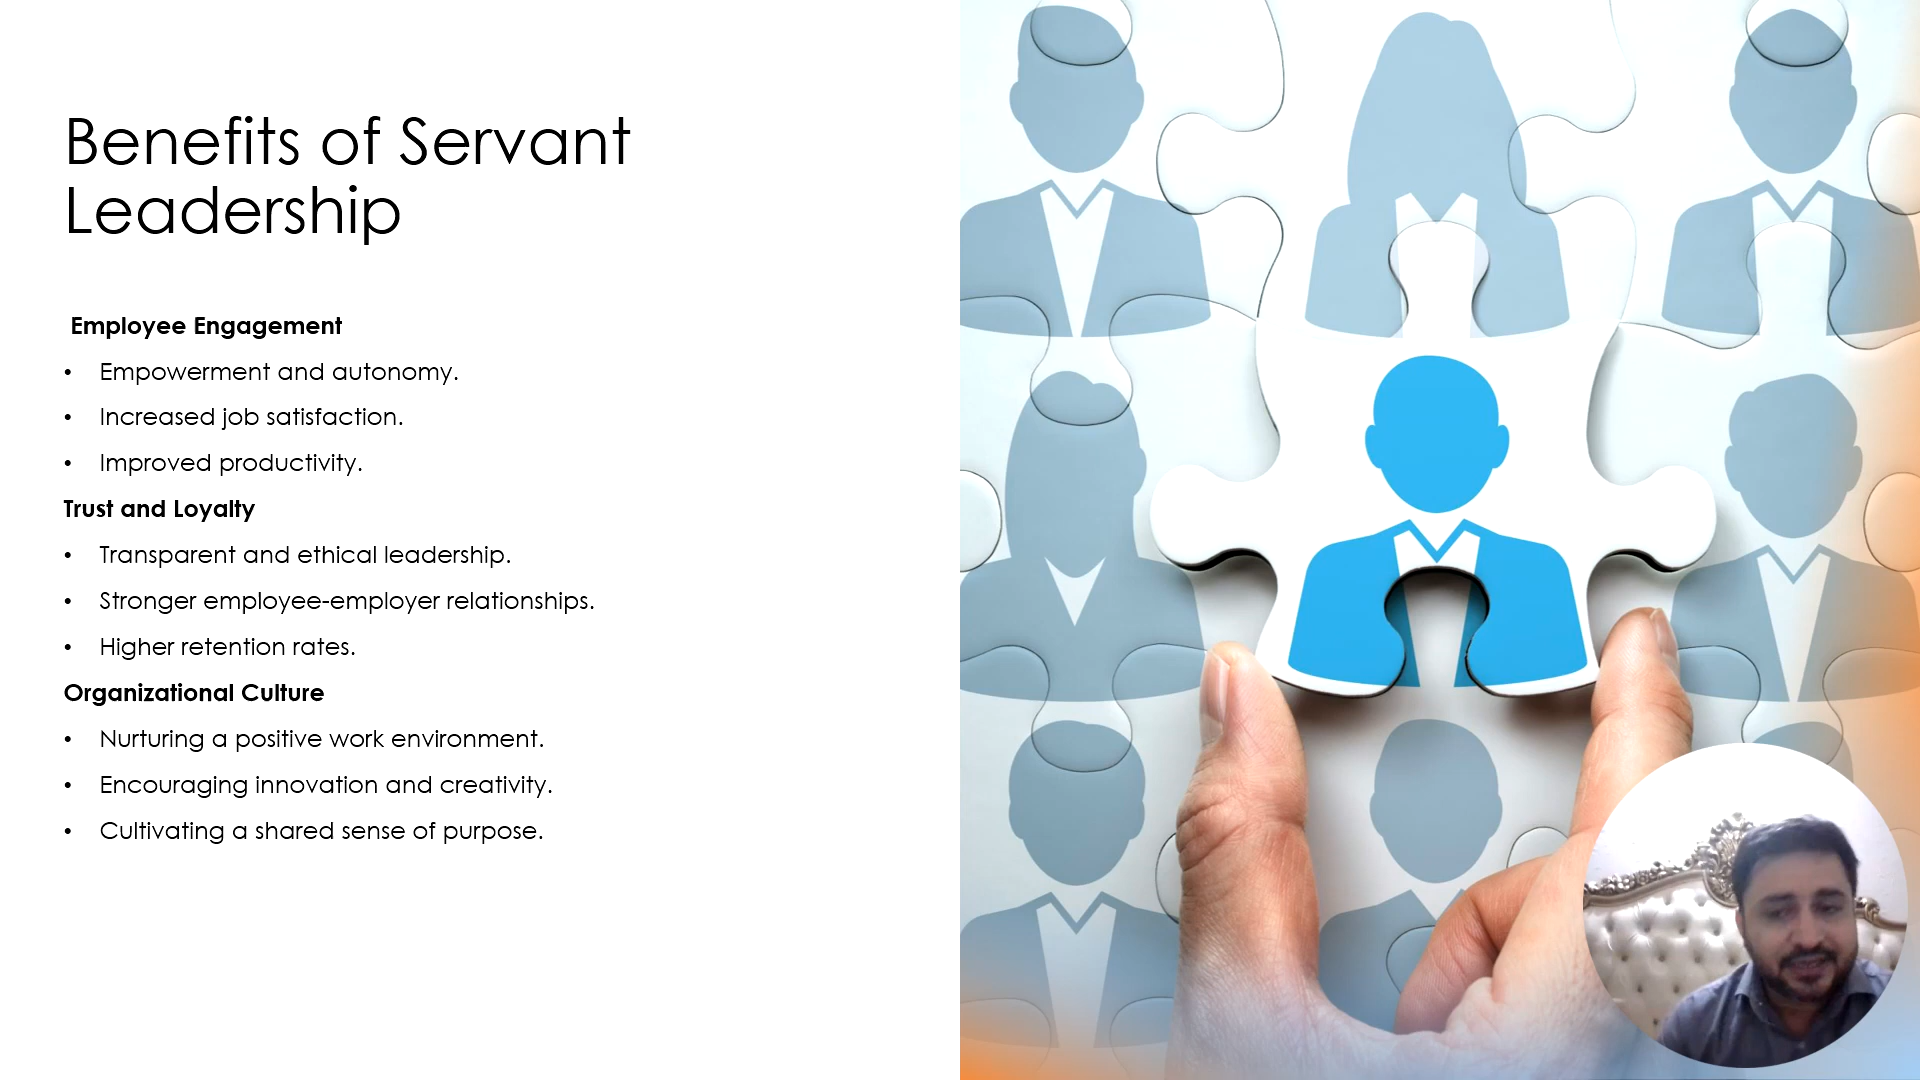 Benefits of Servant
Leadership
Employee Engagement
• Empowerment and autonomy.
• Increased job satisfaction.
• Improved productivity.
Trust and Loyalty
• Transparent and ethical leadership.
• Stronger employee-employer relationships.
• Higher retention rates.
Organizational Culture
• Nurturing a positive work environment.
• Encouraging innovation and creativity.
• Cultivating a shared sense of purpose.